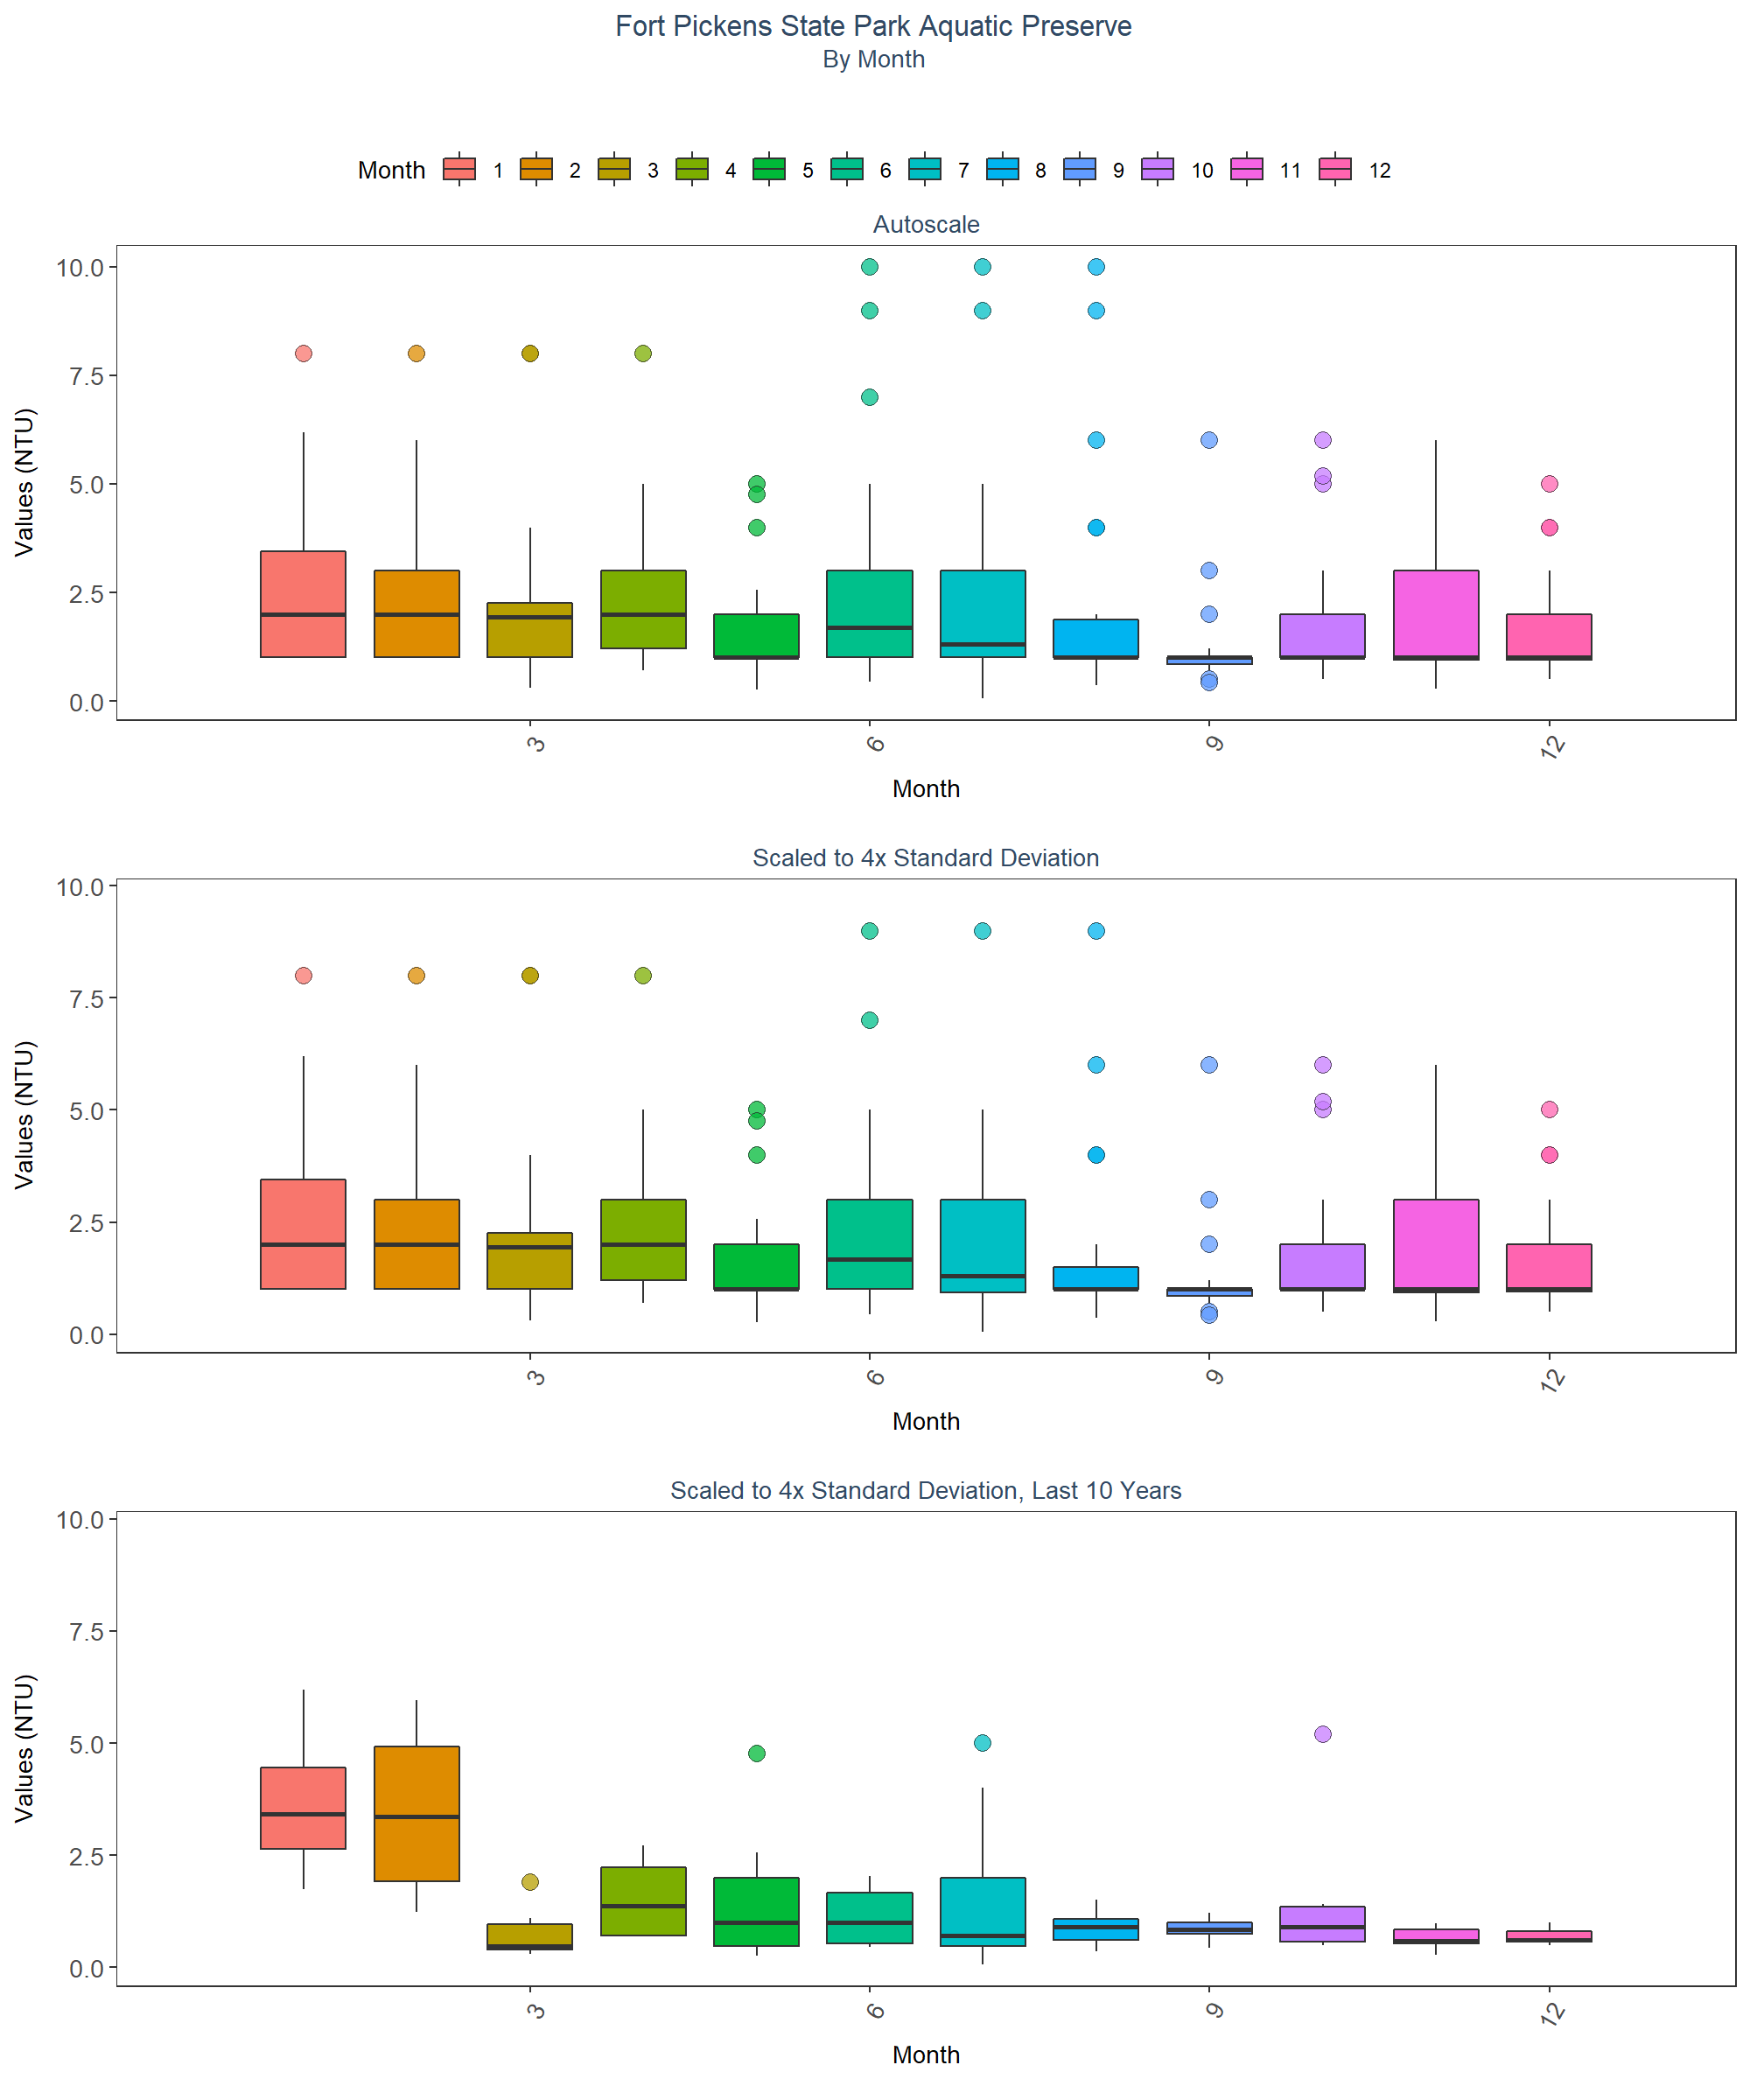 Fort Pickens State Park Aquatic Preserve
By Month
Month 1 2 3 4 5 6 7 8 9 10 11 12
Autoscale
Values (NTU)
10.0
7.5
5.0
2.5
0.0
3 6 9 12
Month
Scaled to 4x Standard Deviation
Values (NTU)
10.0
7.5
5.0
2.5
0.0
3 6 9 12
Month
Scaled to 4x Standard Deviation, Last 10 Years
Values (NTU)
10.0
7.5
5.0
2.5
0.0
3 6 9 12
Month